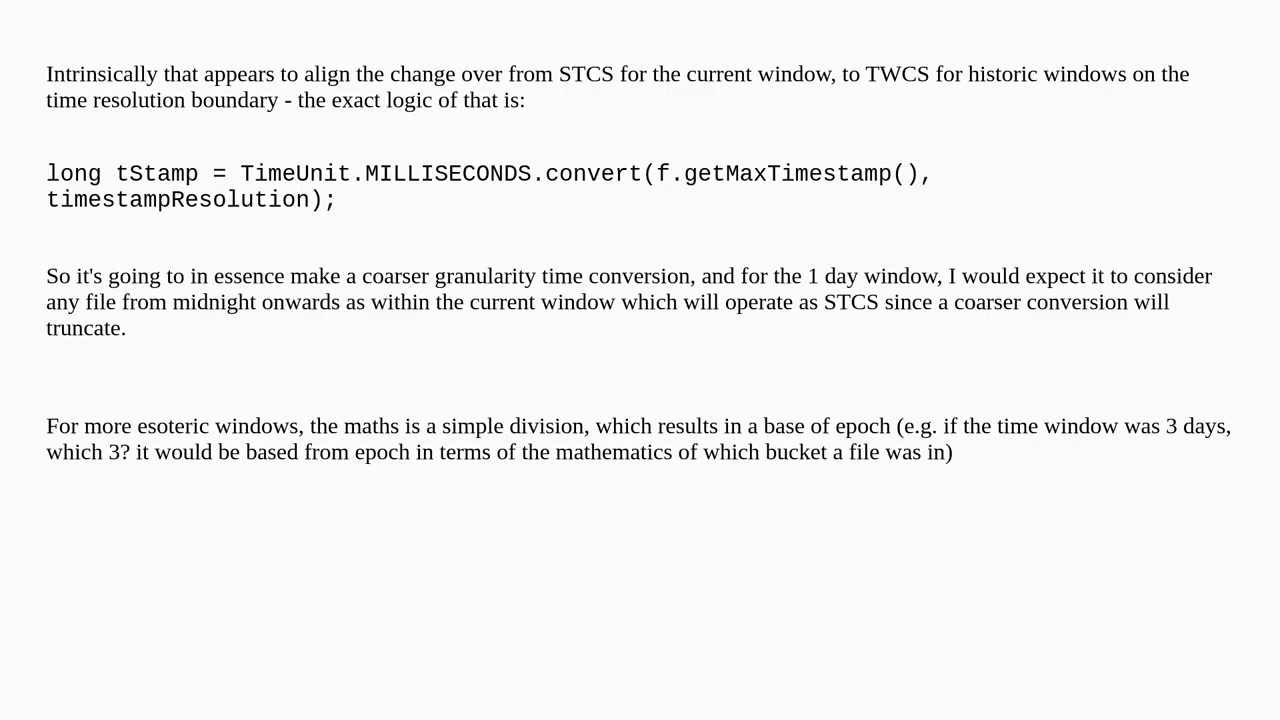 Intrinsically that appears to align the change over from STCS for the current window, to TWCS for historic windows on the
time resolution boundary - the exact logic of that is:
long tStamp = TimeUnit.MILLISECONDS.convert(f.getMaxTimestamp(),
timestampResolution);
So it's going to in essence make a coarser granularity time conversion, and for the 1 day window, I would expect it to consider
any file from midnight onwards as within the current window which will operate as STCS since a coarser conversion will
truncate.
For more esoteric windows, the maths is a simple division, which results in a base of epoch (e.g. if the time window was 3 days,
which 3? it would be based from epoch in terms of the mathematics of which bucket a file was in)